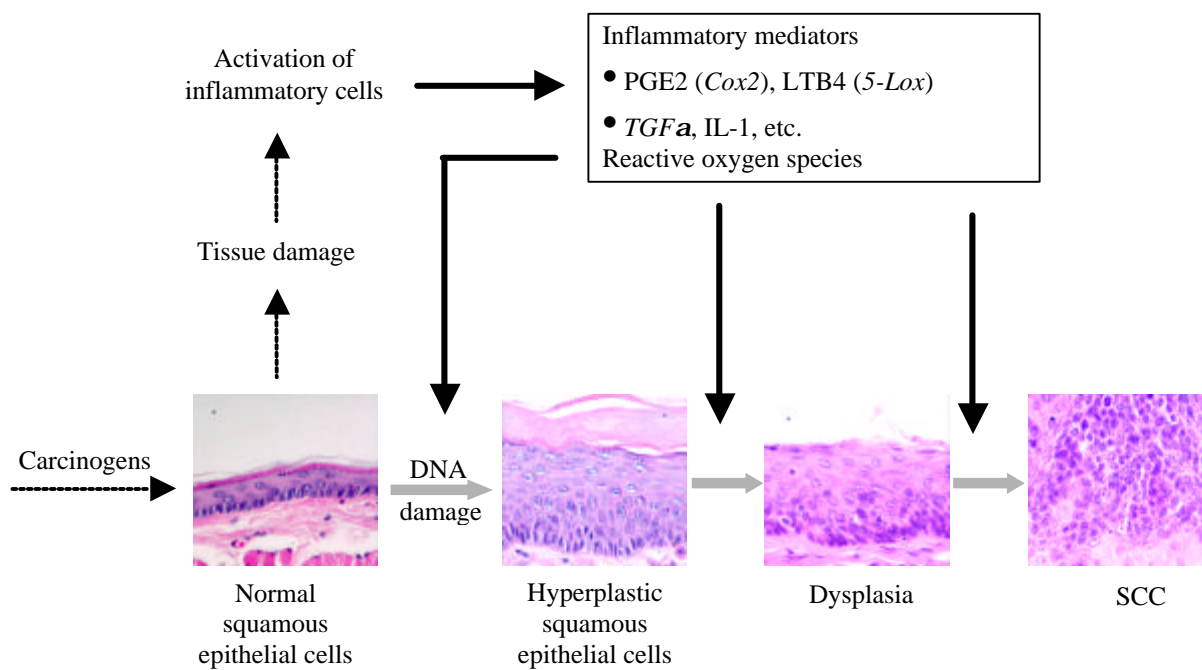 Activation of
inflammatory cells
Inflammatory mediators
• PGE2 (Cox2), LTB4 (5-Lox)
• TGFa, IL-1, etc.
Reactive oxygen species
Tissue damage
Carcinogens
DNA
damage
Normal
squamous
epithelial cells
Hyperplastic
squamous
epithelial cells
Dysplasia
SCC